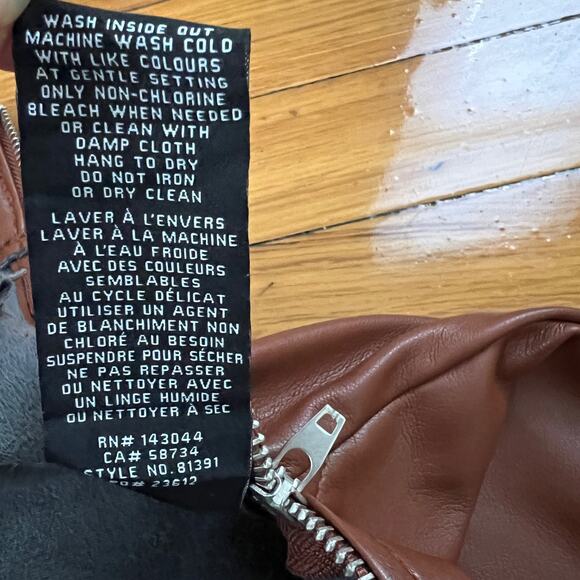 WASH INSIDE OUT
MACHINE WASH COLD
WITH LIKE COLOURS
AT GENTLE SETTING
ONLY NON-CHLORINE
BLEACH WHEN NEEDED
OR CLEAN WITH
DAMP CLOTH
HANG TO DRY
DO NOT IRON
OR DRY CLEAN
LAVER À L'ENVERS
LAVER À LA MACHINE
À L'EAU FROIDE
AVEC DES COULEURS
SEMBLABLES
AU CYCLE DÉLICAT
UTILISER UN AGENT
DE BLANCHIMENT NON
CHLORÉ AU BESOIN
SUSPENDRE POUR SÉCHER
NE PAS REPASSER
OU NETTOYER AVEC
UN LINGE HUMIDE
OU NETTOYER À SEC
RN# 143044
CA# 58734
STYLE NO. 81391
23612